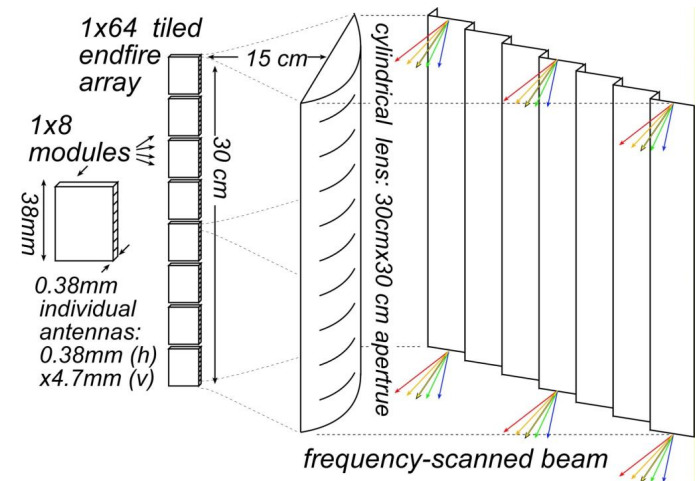 1x64 tiled
endfire
array
15 cm
1x8
modules
38mm
30 cm
0.38mm
individual
antennas:
0.38mm (h)
x4.7mm (v)
cylindrical lens: 30cmx30 cm apertrue
frequency-scanned beam